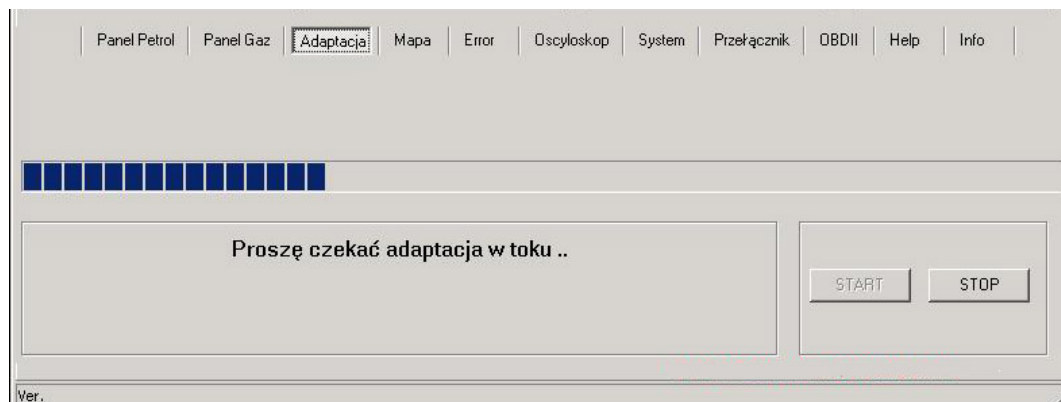 Panel Petrol Panel Gaz Adaptacja Mapa Error Oscyloskop System Przełącznik OBDII Help Info
Proszę czekać adaptacja w toku ..
START STOP
Ver.